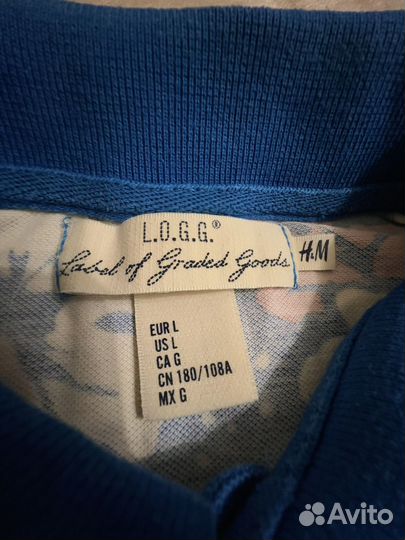 L.O.G.G.®
Label of Graded Goods
H&M
EUR L
US L
CA G
CN 180/108A
MX G
Avito